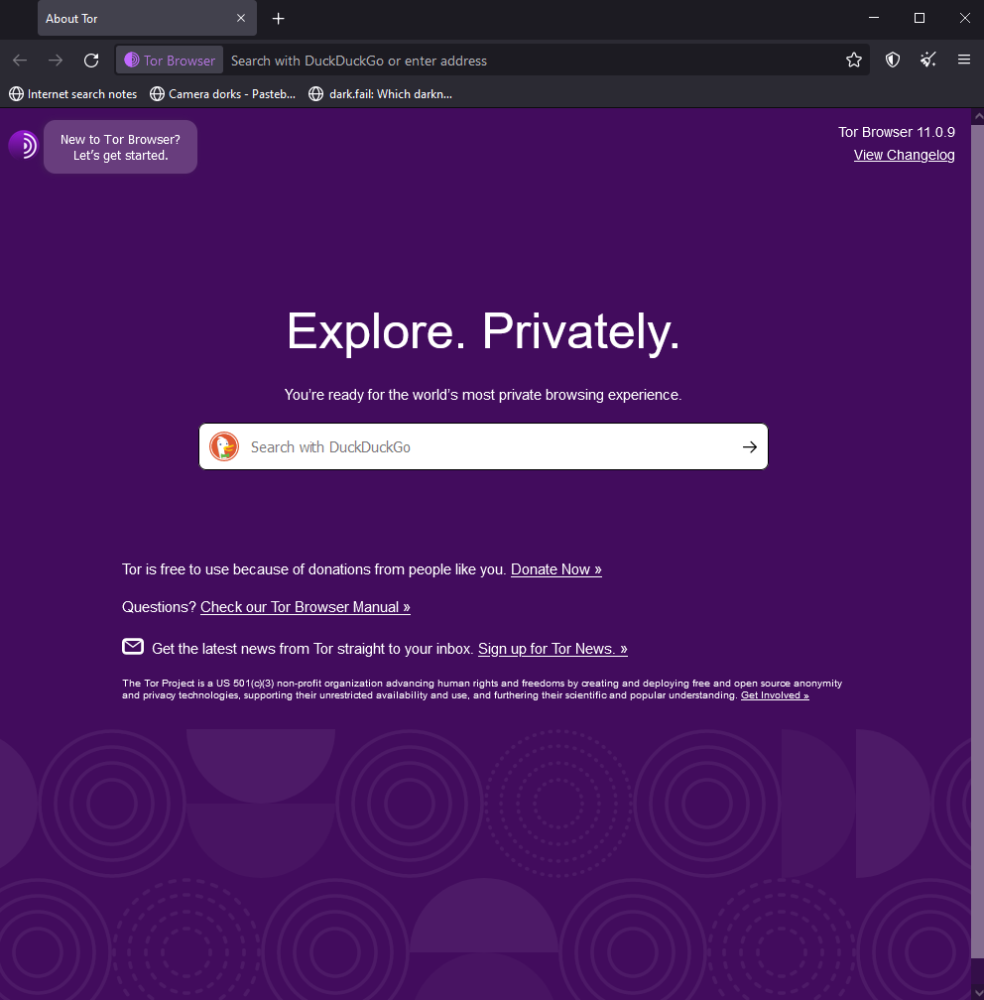 About Tor
Tor Browser Search with DuckDuckGo or enter address
Internet search notes Camera dorks - Pasteb... dark.fail: Which darkn...
New to Tor Browser?
Let’s get started.
Tor Browser 11.0.9
View Changelog
Explore. Privately.
You’re ready for the world’s most private browsing experience.
Search with DuckDuckGo
Tor is free to use because of donations from people like you. Donate Now »
Questions? Check our Tor Browser Manual »
Get the latest news from Tor straight to your inbox. Sign up for Tor News. »
The Tor Project is a US 501(c)(3) non-profit organization advancing human rights and freedoms by creating and deploying free and open source anonymity
and privacy technologies, supporting their unrestricted availability and use, and furthering their scientific and popular understanding. Get Involved »